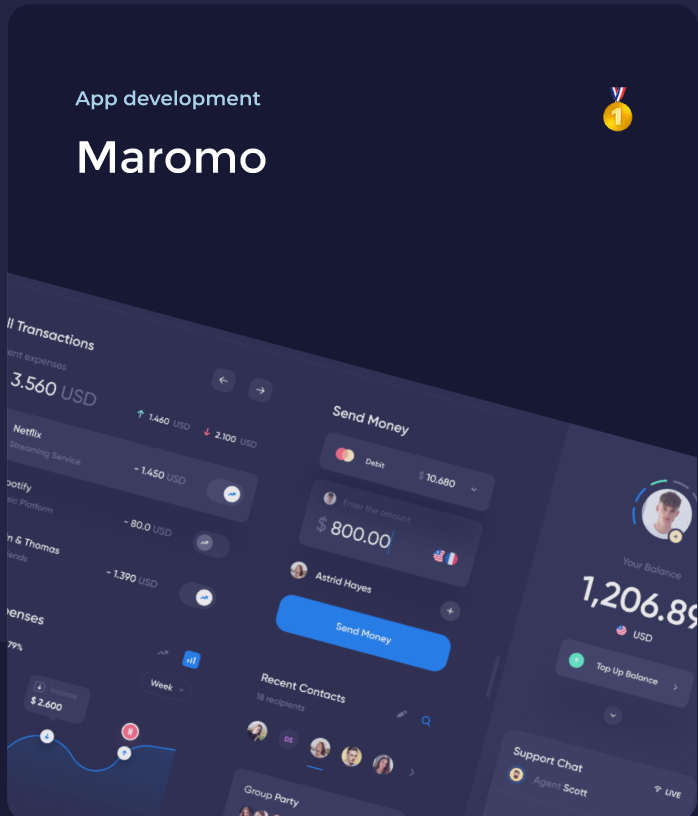 App development
1
Maromo
ll Transactions
ent expenses
3.560 USD
1.460 USD
2.100 USD
Netflix
Streaming Service
- 1.450 USD
potify
sic Platform
- 80.0 USD
n & Thomas
iends
- 1.390 USD
penses
79%
Week
Income
$ 2.600
N
Send Money
Debit
$ 10,680
Enter the amount
$ 800.00
Astrid Hayes
Send Money
Recent Contacts
18 recipients
DS
Group Party
Your Balance
1,206.89
USD
Top Up Balance
Support Chat
Agent Scott
LIVE